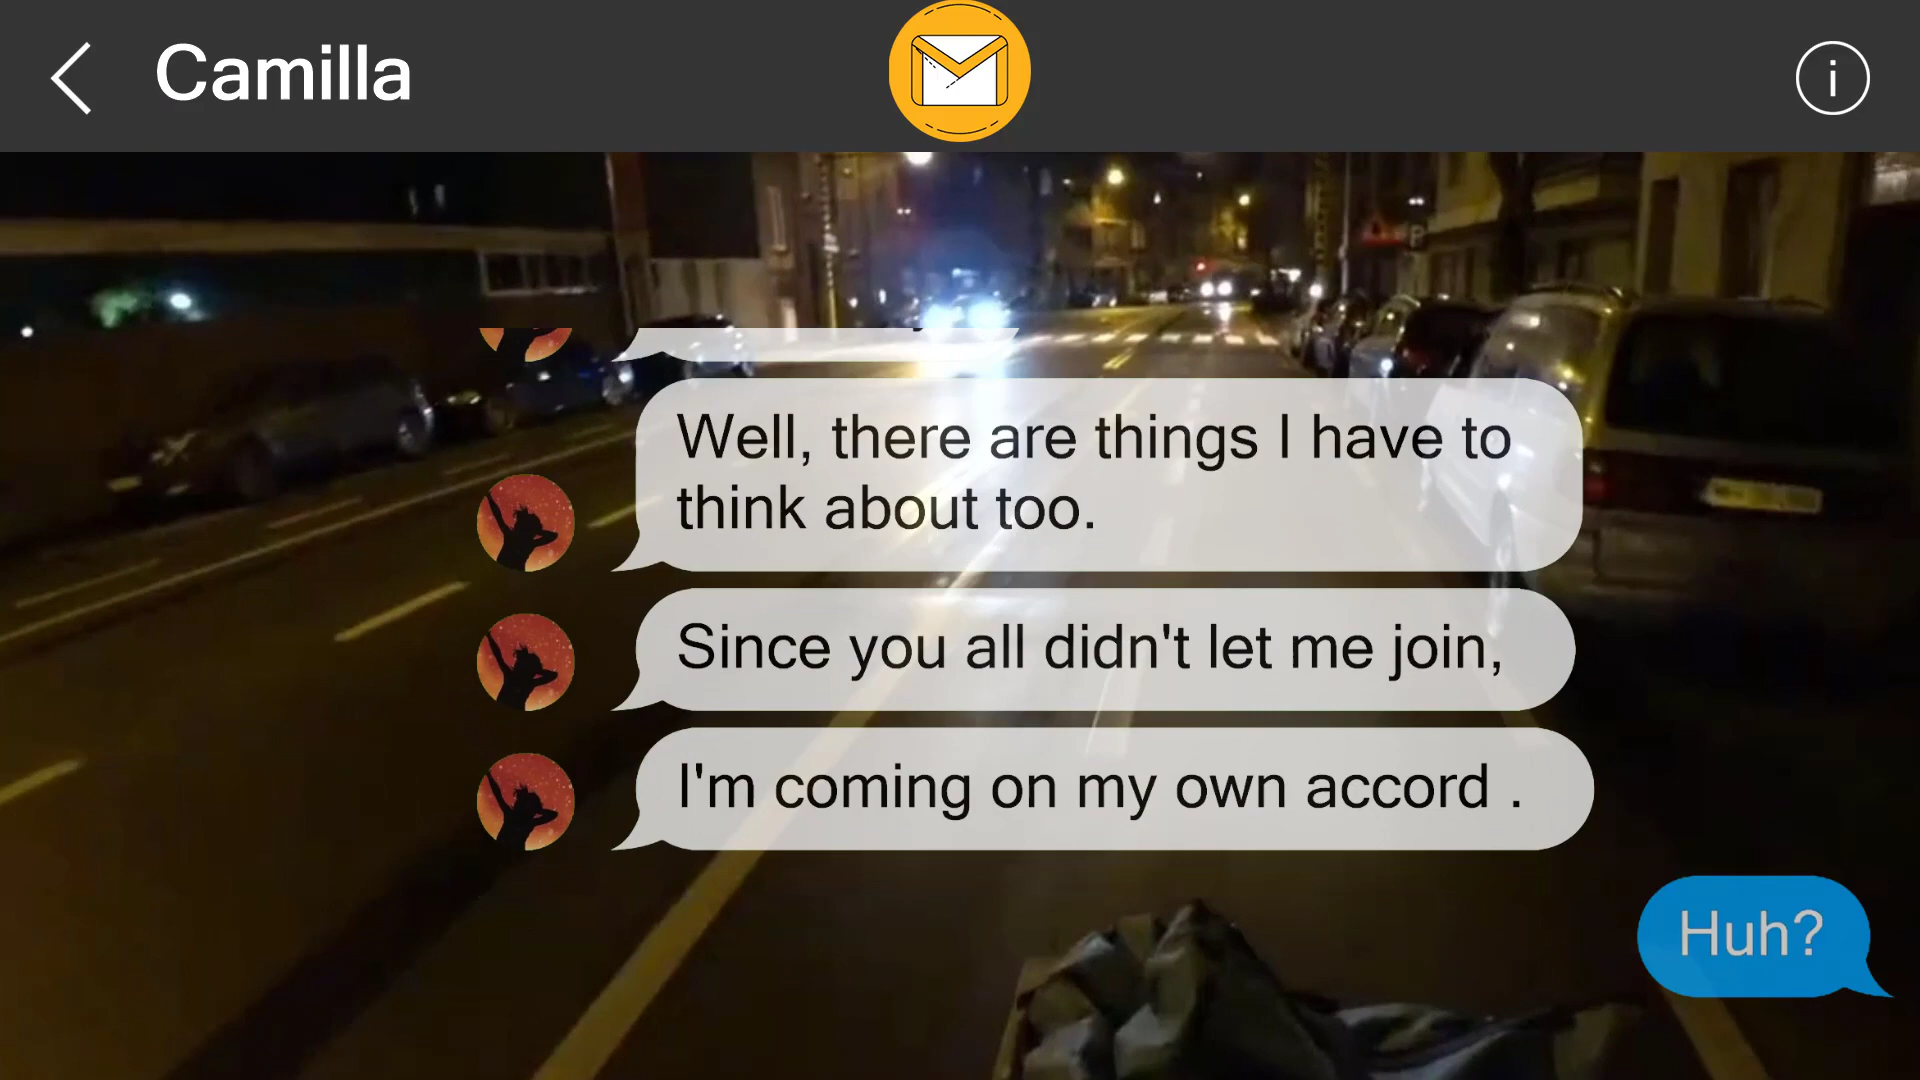 Camilla
i
Well, there are things I have to
think about too.
Since you all didn't let me join,
I'm coming on my own accord .
Huh?
P